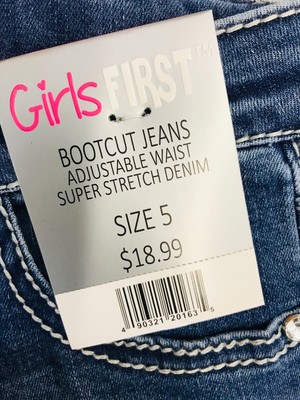 Girls FIRST™
BOOTCUT JEANS
ADJUSTABLE WAIST
SUPER STRETCH DENIM
SIZE 5
$18.99
4 90321 20163 5